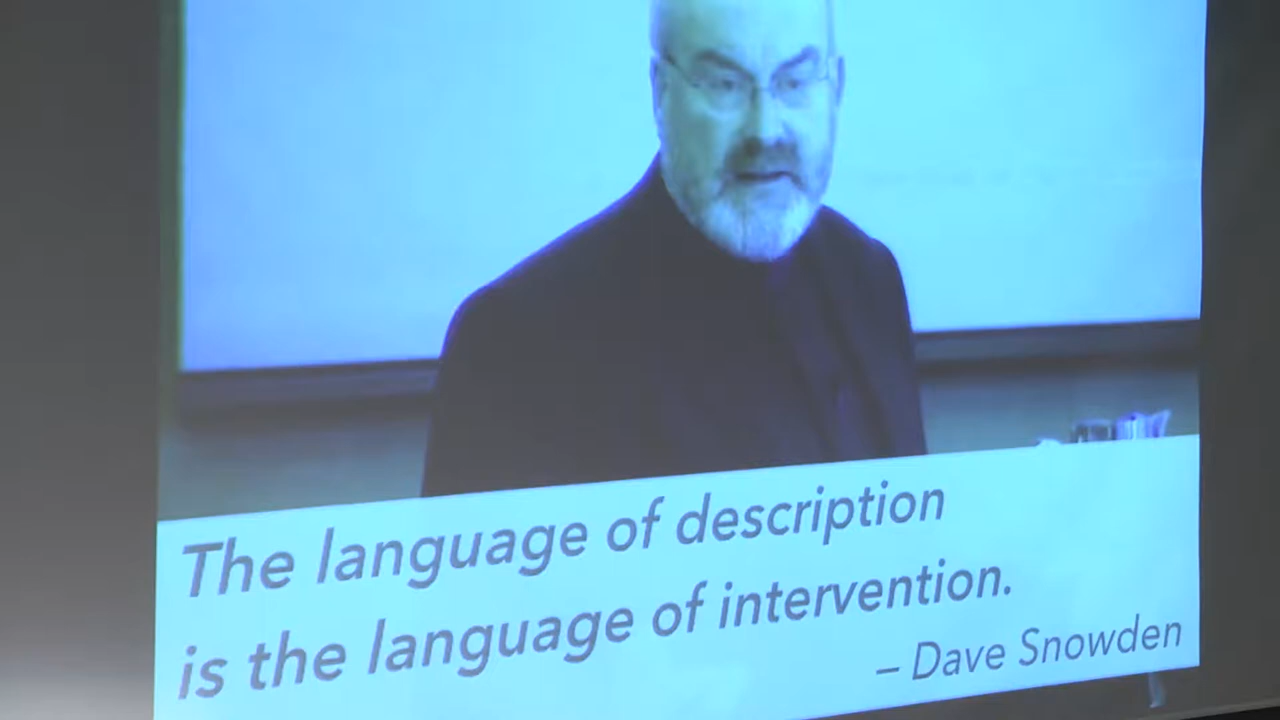 The language of description
is the language of intervention.
– Dave Snowden